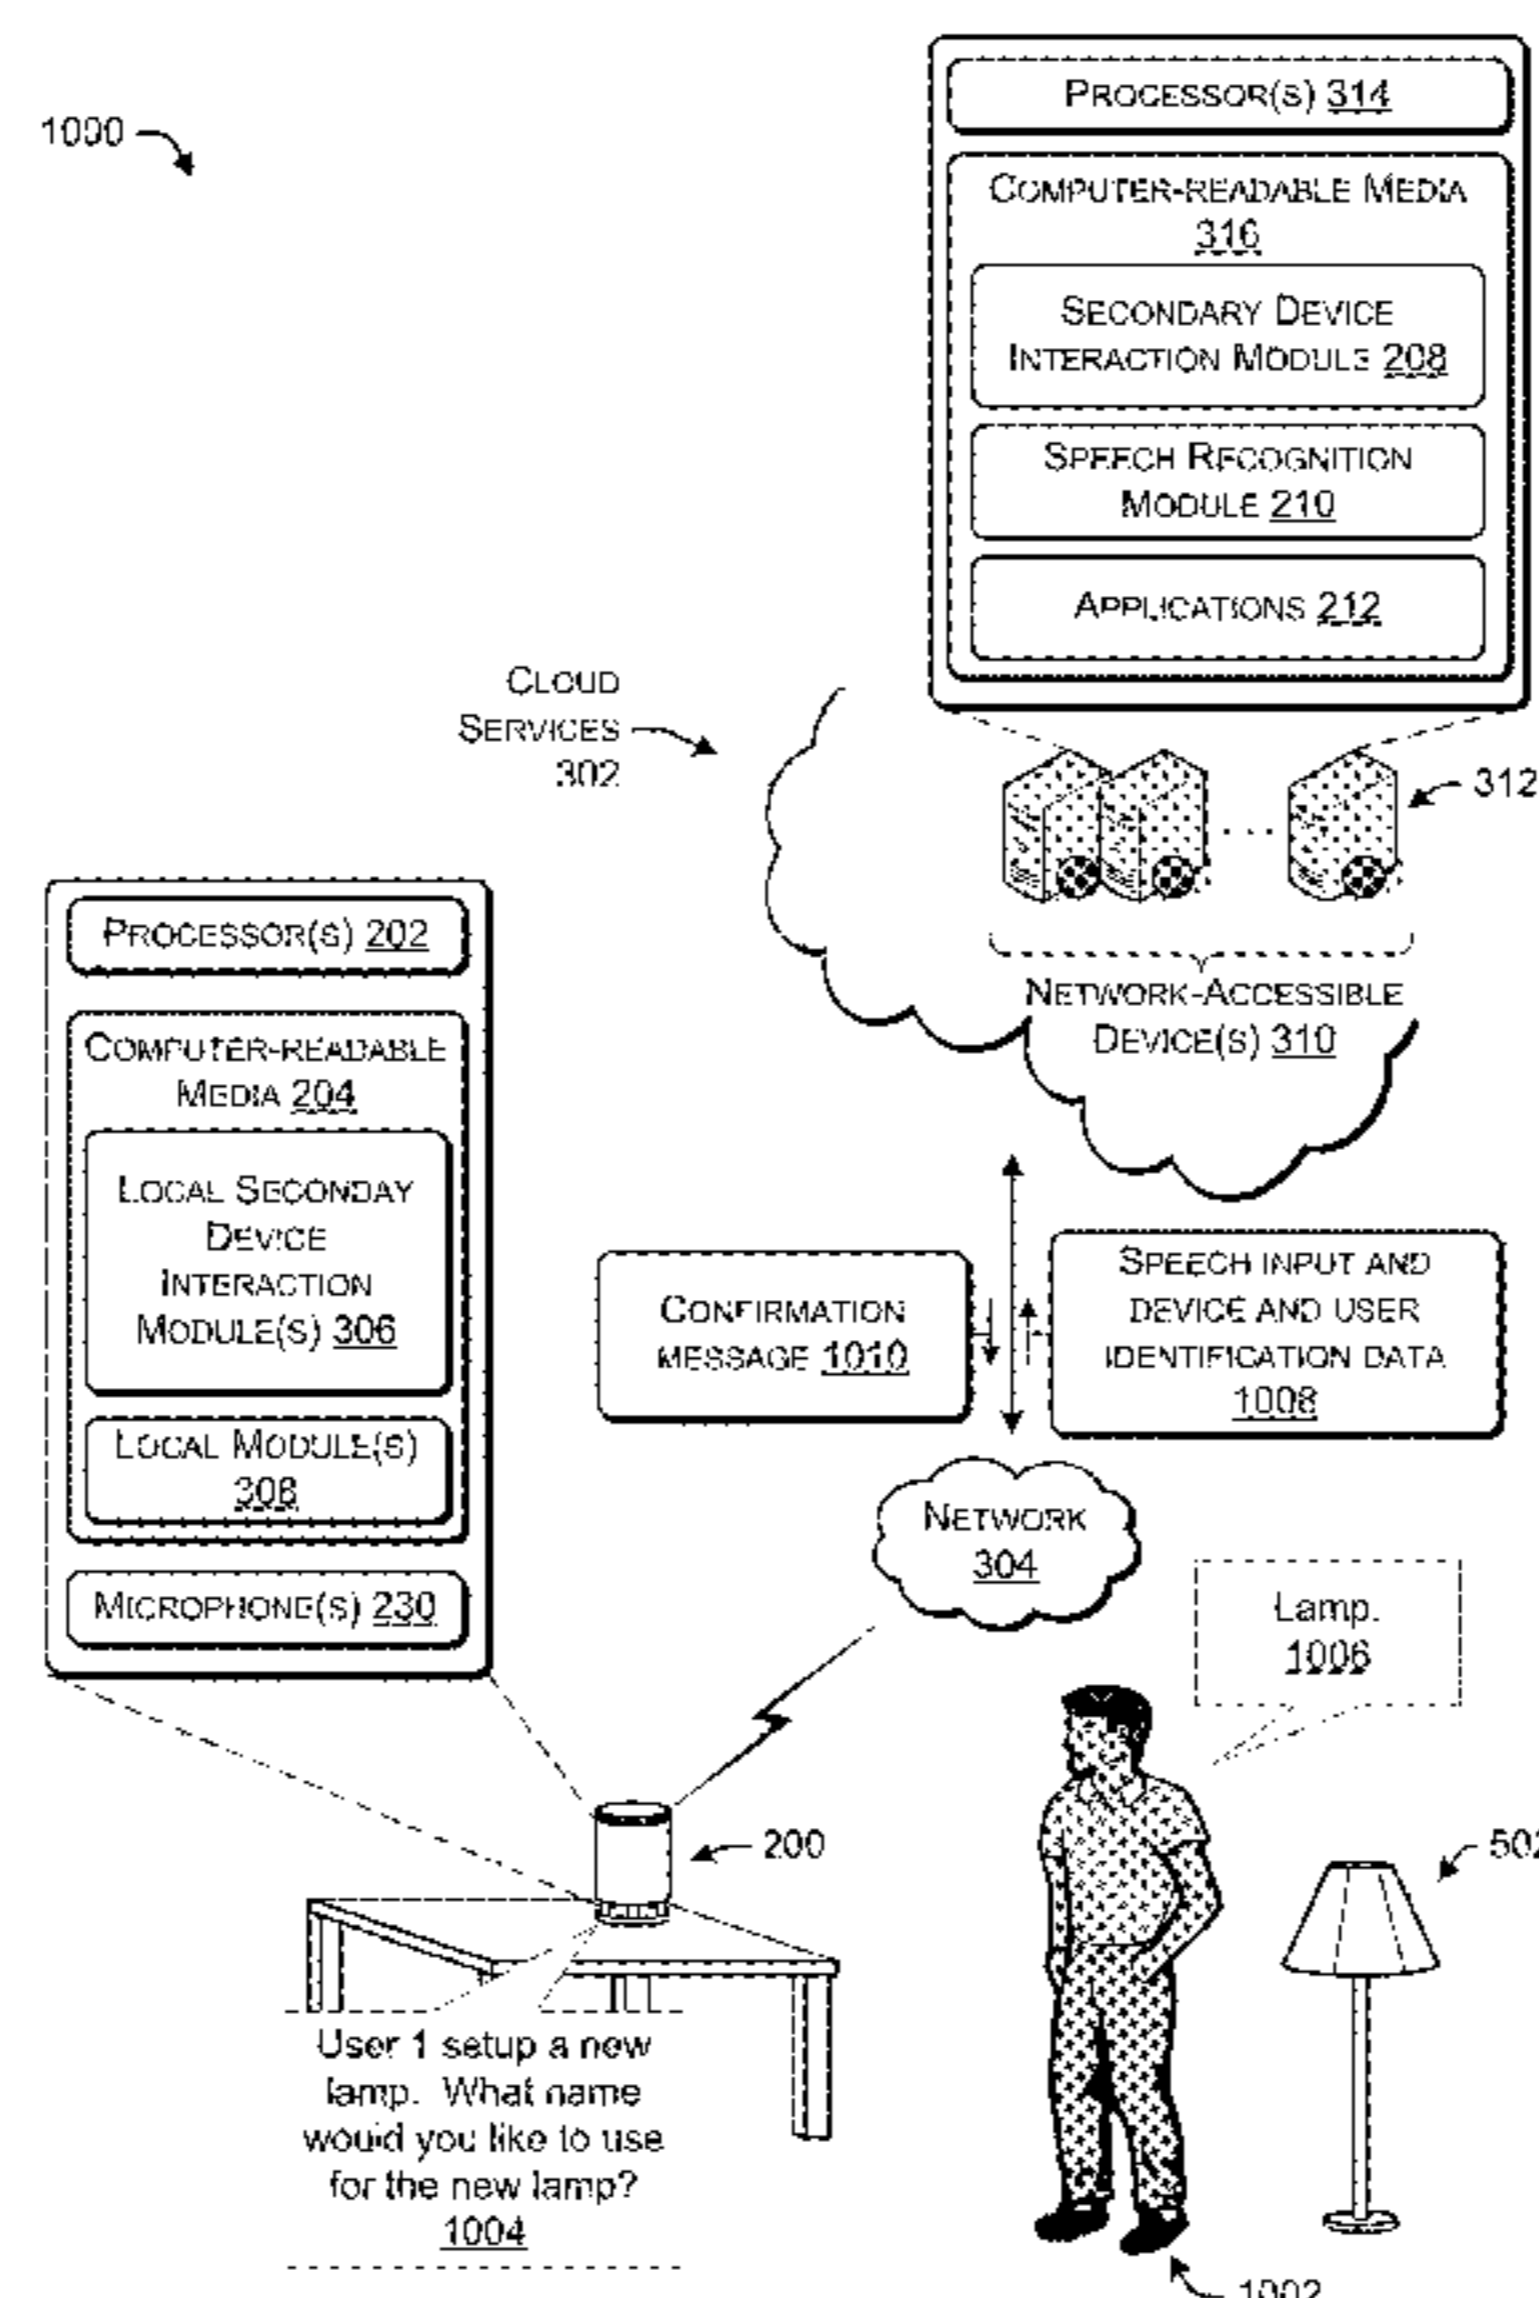 1000
PROCESSOR(S) 314
COMPUTER-READABLE MEDIA
316
SECONDARY DEVICE
INTERACTION MODULE 208
SPEECH RECOGNITION
MODULE 210
APPLICATIONS 212
CLOUD
SERVICES
302
312
NETWORK-ACCESSIBLE
DEVICE(S) 310
PROCESSOR(S) 202
COMPUTER-READABLE
MEDIA 204
LOCAL SECONDAY
DEVICE
INTERACTION
MODULE(S) 306
LOCAL MODULE(S)
308
MICROPHONE(S) 230
CONFIRMATION
MESSAGE 1010
SPEECH INPUT AND
DEVICE AND USER
IDENTIFICATION DATA
1008
NETWORK
304
Lamp.
1006
200
502
User 1 setup a new
lamp. What name
would you like to use
for the new lamp?
1004
1002